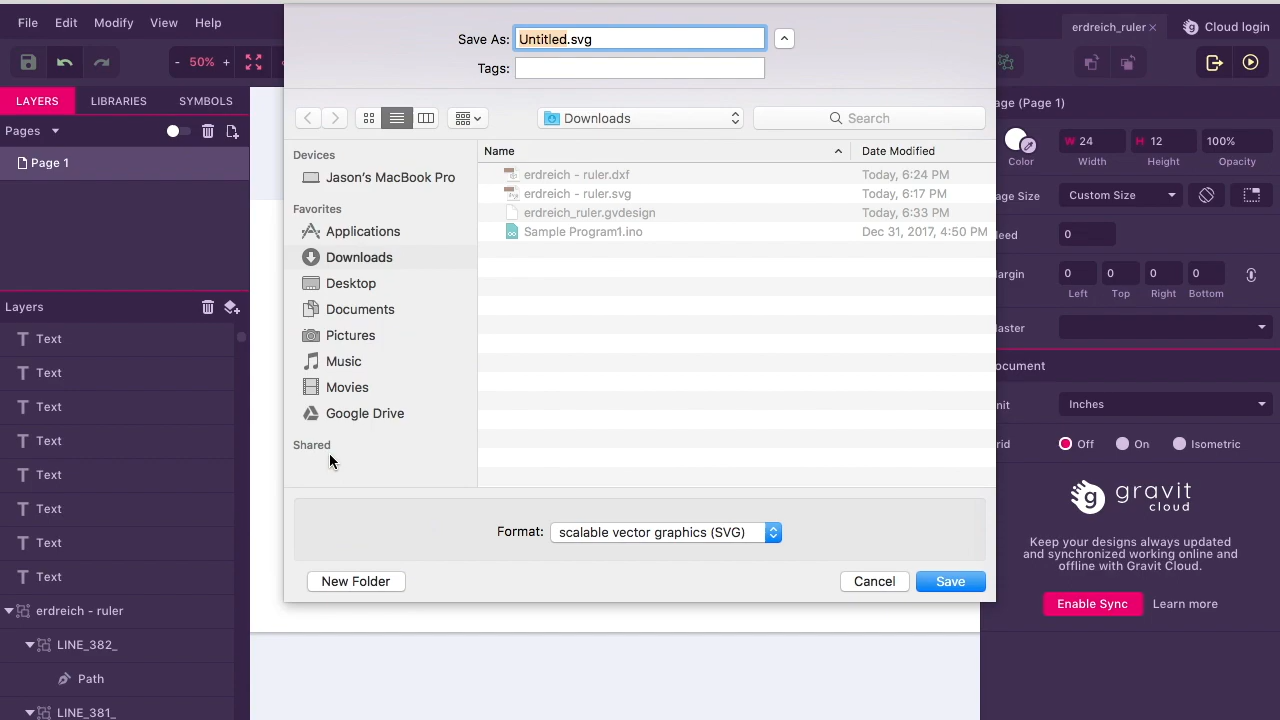 File Edit Modify View Help
erdreich_ruler
Cloud login
- 50% +
Save As: Untitled.svg
Tags:
LAYERS LIBRARIES SYMBOLS
Pages
Page 1
Downloads
Search
Devices
Jason's MacBook Pro
Favorites
Applications
Downloads
Desktop
Documents
Pictures
Music
Movies
Google Drive
Shared
Name Date Modified
erdreich - ruler.dxf Today, 6:24 PM
erdreich - ruler.svg Today, 6:17 PM
erdreich_ruler.gvdesign Today, 6:33 PM
Sample Program1.ino Dec 31, 2017, 4:50 PM
Format: scalable vector graphics (SVG)
New Folder Cancel Save
Layers
Text
Text
Text
Text
Text
Text
Text
Text
erdreich - ruler
LINE_382_
Path
LINE_381_
age (Page 1)
W 24 H 12 100%
Color Width Height Opacity
age Size Custom Size
leed 0
largin 0 0 0 0
Left Top Right Bottom
laster
ocument
nit Inches
rid Off On Isometric
gravit
cloud
Keep your designs always updated
and synchronized working online and
offline with Gravit Cloud.
Enable Sync Learn more